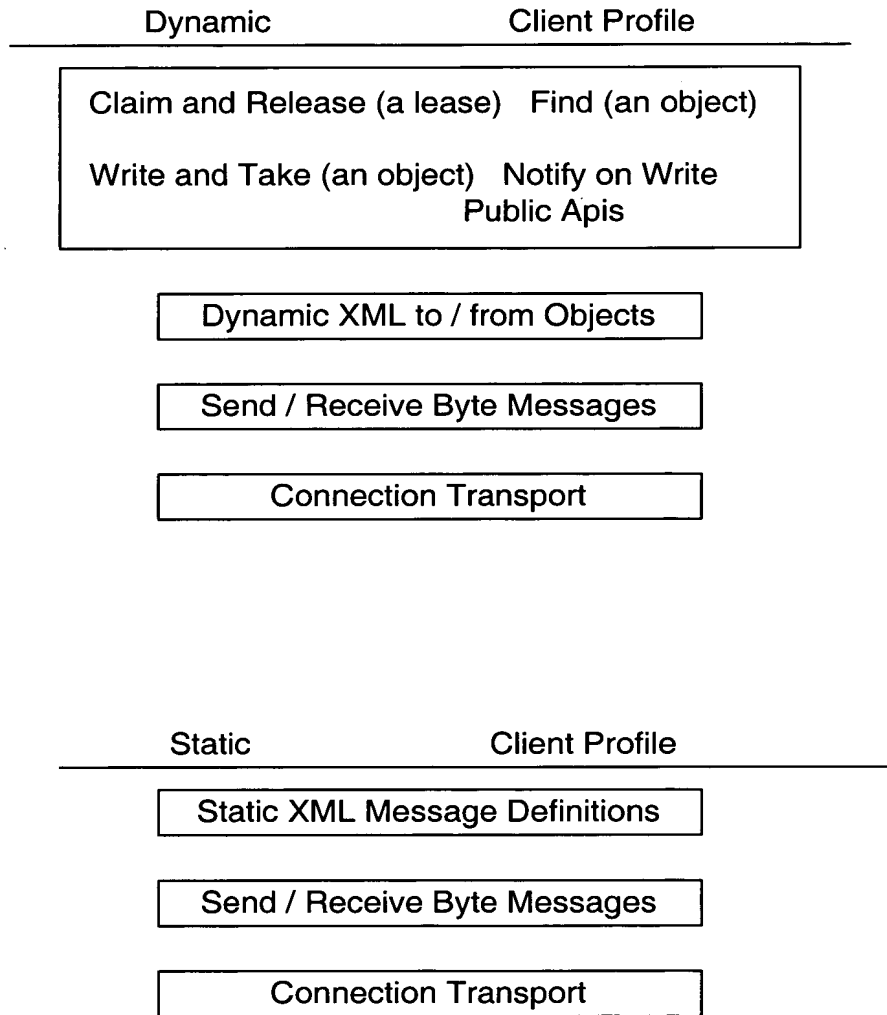 Dynamic Client Profile
Claim and Release (a lease) Find (an object)
Write and Take (an object) Notify on Write
Public Apis
Dynamic XML to / from Objects
Send / Receive Byte Messages
Connection Transport
Static Client Profile
Static XML Message Definitions
Send / Receive Byte Messages
Connection Transport